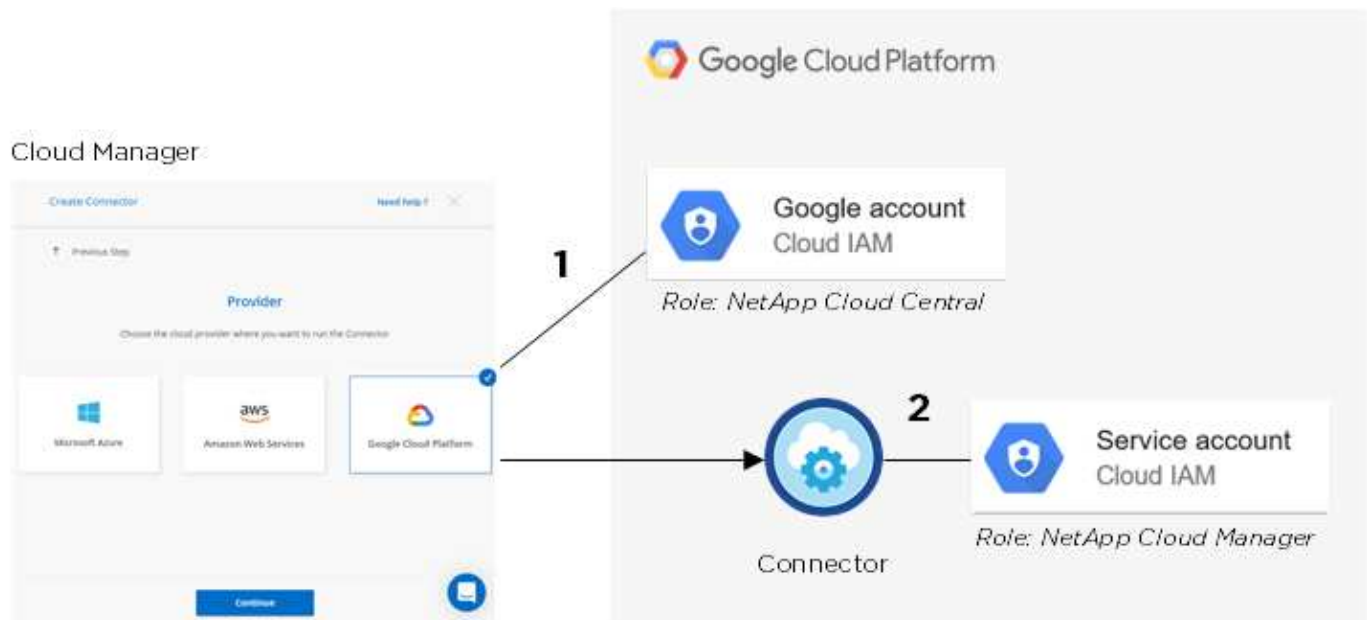 Google Cloud Platform
Cloud Manager
Create Connector
Need help ?
Previous Step
Provider
Choose the cloud provider where you want to run the Connector
Microsoft Azure
aws
Amazon Web Services
Google Cloud Platform
Continue
1
Google account
Cloud IAM
Role: NetApp Cloud Central
2
Connector
Service account
Cloud IAM
Role: NetApp Cloud Manager